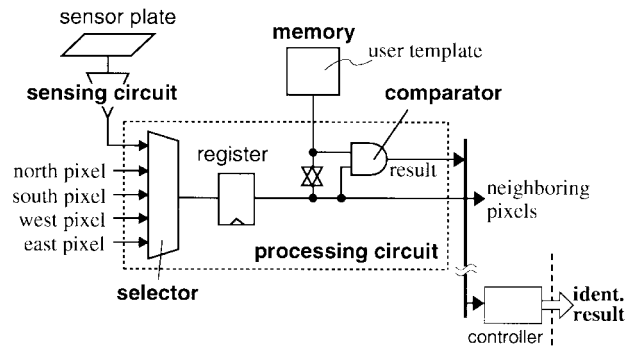 sensor plate
memory
user template
sensing circuit
comparator
register
result
north pixel
south pixel
west pixel
east pixel
neighboring
pixels
processing circuit
selector
ident.
result
controller